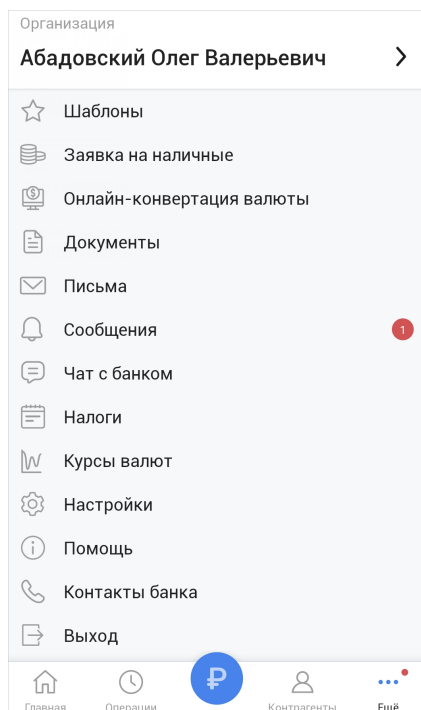 Организация
Абадовский Олег Валерьевич
Шаблоны
Заявка на наличные
Онлайн-конвертация валюты
Документы
Письма
Сообщения 1
Чат с банком
Налоги
Курсы валют
Настройки
Помощь
Контакты банка
Выход
Главная Операции ₽ Контрагенты Ещё